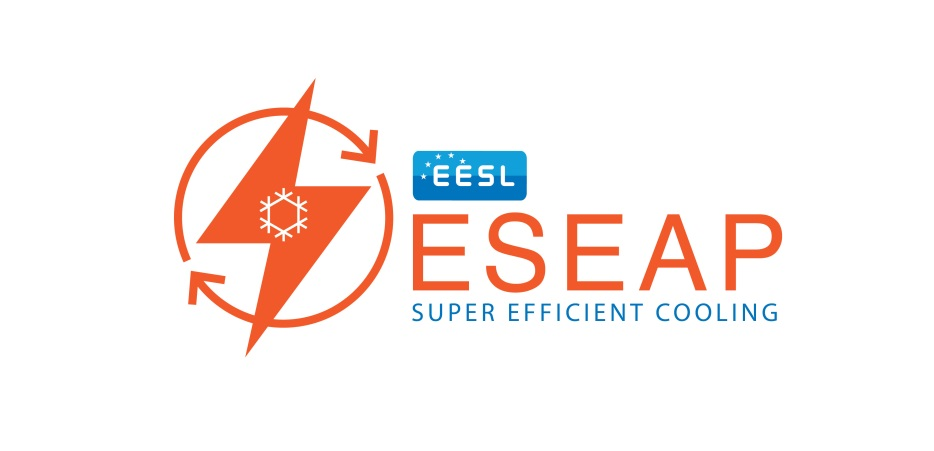 EESL
ESEAP
SUPER EFFICIENT COOLING